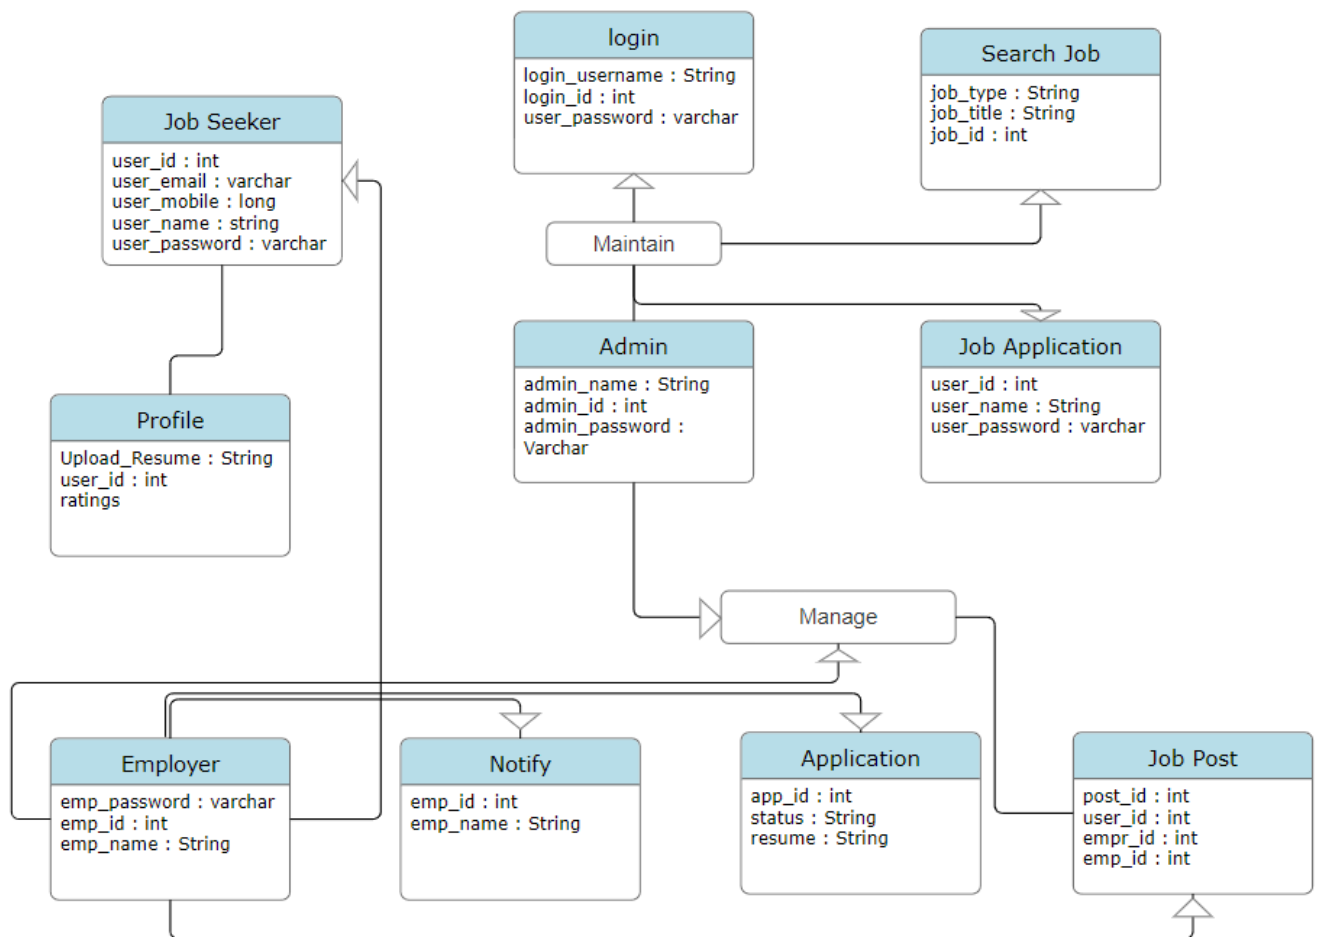 login
login_username : String
login_id : int
user_password : varchar
Search Job
job_type : String
job_title : String
job_id : int
Job Seeker
user_id : int
user_email : varchar
user_mobile : long
user_name : string
user_password : varchar
Maintain
Admin
admin_name : String
admin_id : int
admin_password :
Varchar
Job Application
user_id : int
user_name : String
user_password : varchar
Profile
Upload_Resume : String
user_id : int
ratings
Manage
Employer
emp_password : varchar
emp_id : int
emp_name : String
Notify
emp_id : int
emp_name : String
Application
app_id : int
status : String
resume : String
Job Post
post_id : int
user_id : int
empr_id : int
emp_id : int